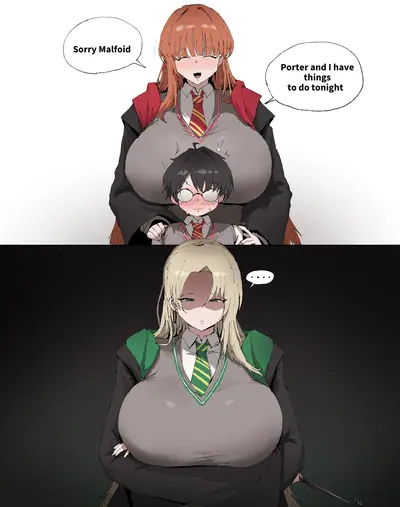 Sorry Malfoid
Porter and I have
things
to do tonight
....